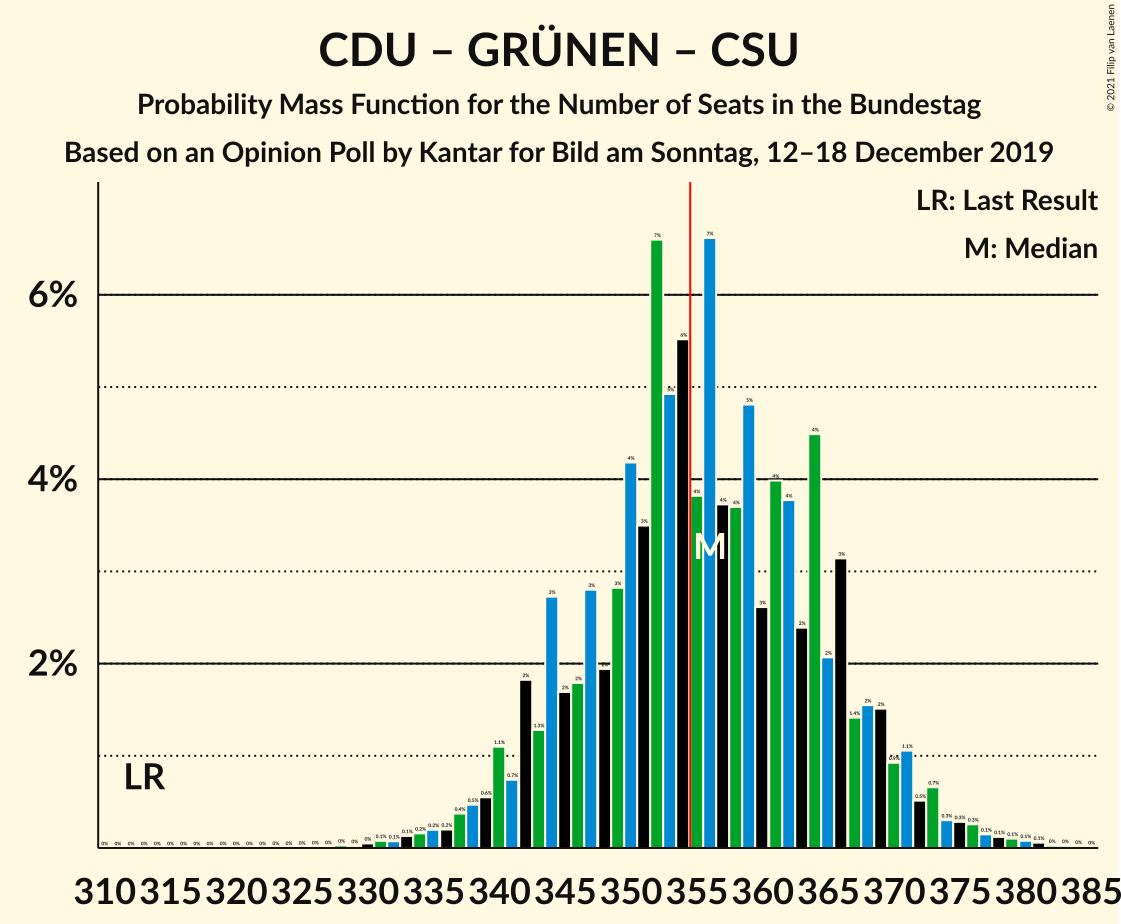 CDU – GRÜNEN – CSU
Probability Mass Function for the Number of Seats in the Bundestag
Based on an Opinion Poll by Kantar for Bild am Sonntag, 12–18 December 2019
© 2021 Filip van Laenen
LR: Last Result
M: Median
6%
4%
2%
LR
M
310 315 320 325 330 335 340 345 350 355 360 365 370 375 380 385